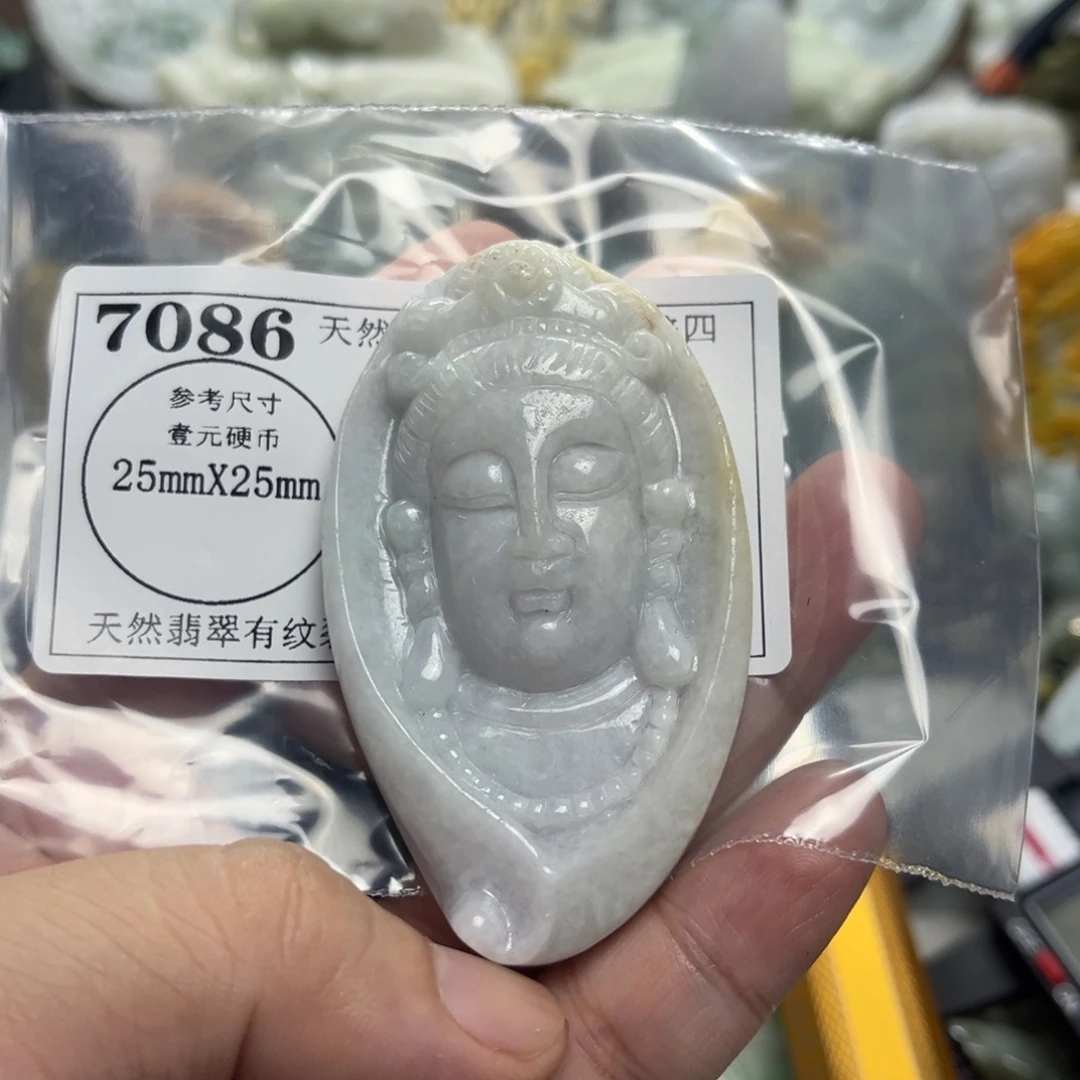 7086 天然 四
参考尺寸
壹元硬币
25mmX25mm
天然翡翠有纹